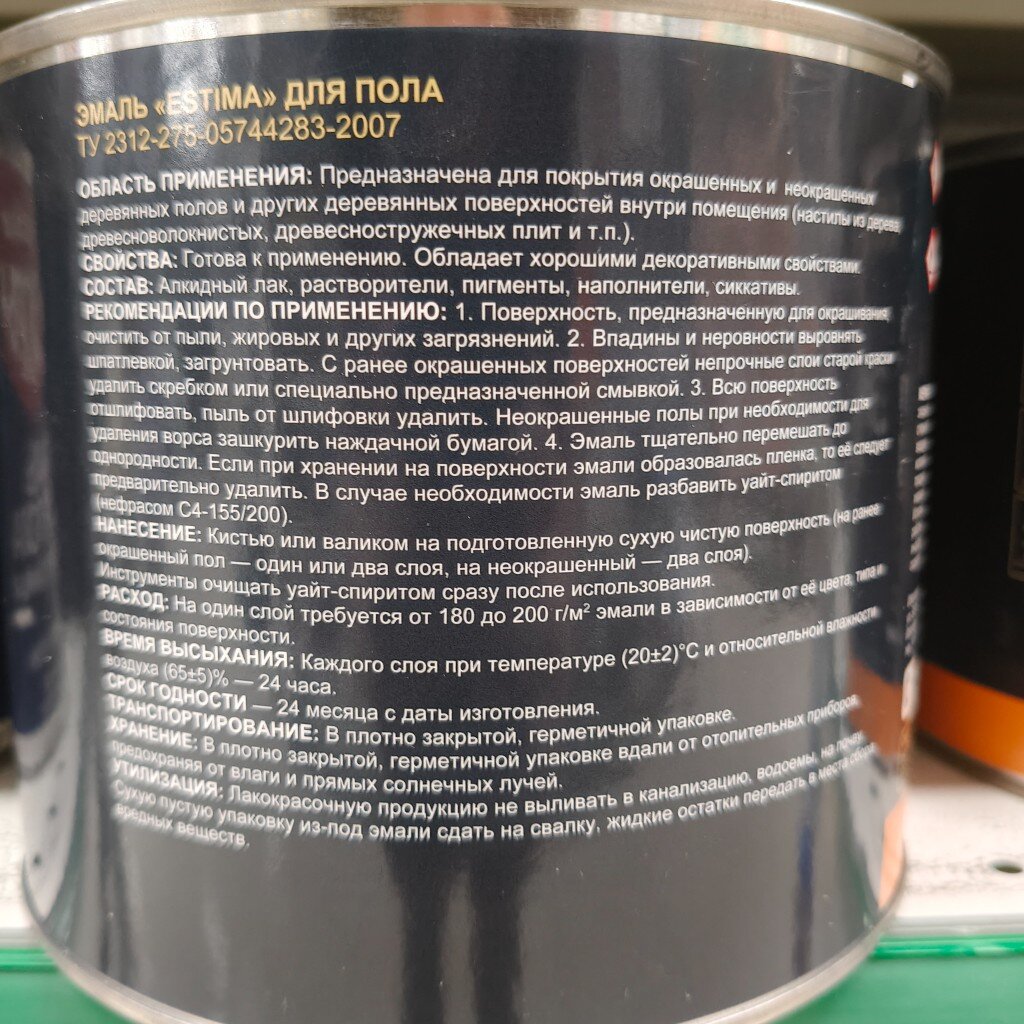 ЭМАЛЬ «ESTIMA» ДЛЯ ПОЛА
ТУ 2312-275-05744283-2007
ОБЛАСТЬ ПРИМЕНЕНИЯ: Предназначена для покрытия окрашенных и неокрашенных
деревянных полов и других деревянных поверхностей внутри помещения (настилы из дерева,
древесноволокнистых, древесностружечных плит и т.п.).
СВОЙСТВА: Готова к применению. Обладает хорошими декоративными свойствами.
СОСТАВ: Алкидный лак, растворители, пигменты, наполнители, сиккативы.
РЕКОМЕНДАЦИИ ПО ПРИМЕНЕНИЮ: 1. Поверхность, предназначенную для окрашивания,
очистить от пыли, жировых и других загрязнений. 2. Впадины и неровности выровнять
шпатлевкой, загрунтовать. С ранее окрашенных поверхностей непрочные слои старой краски
удалить скребком или специально предназначенной смывкой. 3. Всю поверхность
отшлифовать, пыль от шлифовки удалить. Неокрашенные полы при необходимости для
удаления ворса зашкурить наждачной бумагой. 4. Эмаль тщательно перемешать до
однородности. Если при хранении на поверхности эмали образовалась пленка, то её следует
предварительно удалить. В случае необходимости эмаль разбавить уайт-спиритом
(нефрасом С4-155/200).
НАНЕСЕНИЕ: Кистью или валиком на подготовленную сухую чистую поверхность (на ранее
окрашенный пол — один или два слоя, на неокрашенный — два слоя).
Инструменты очищать уайт-спиритом сразу после использования.
РАСХОД: На один слой требуется от 180 до 200 г/м² эмали в зависимости от её цвета, типа и
состояния поверхности.
ВРЕМЯ ВЫСЫХАНИЯ: Каждого слоя при температуре (20±2)°С и относительной влажности
воздуха (65±5)% — 24 часа.
СРОК ГОДНОСТИ — 24 месяца с даты изготовления.
ТРАНСПОРТИРОВАНИЕ: В плотно закрытой, герметичной упаковке.
ХРАНЕНИЕ: В плотно закрытой, герметичной упаковке вдали от отопительных приборов,
предохраняя от влаги и прямых солнечных лучей.
УТИЛИЗАЦИЯ: Лакокрасочную продукцию не выливать в канализацию, водоемы, на почву.
Сухую пустую упаковку из-под эмали сдать на свалку, жидкие остатки передать в места сбора
вредных веществ.